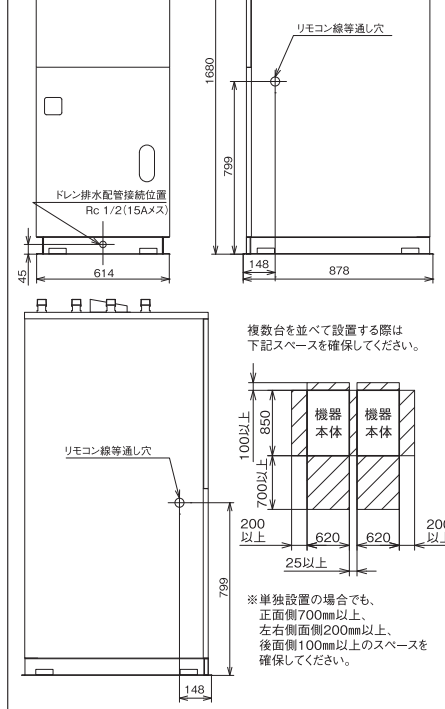 リモコン線等通し穴
1680
799
ドレン排水配管接続位置
Rc 1/2(15Aメス)
45
614
148
878
複数台を並べて設置する際は
下記スペースを確保してください。
リモコン線等通し穴
799
148
100以上
850
700以上
機器
本体
機器
本体
200
以上
620
620
200
以上
25以上
※単独設置の場合でも、
正面側700mm以上、
左右側面側200mm以上、
後面側100mm以上のスペースを
確保してください。